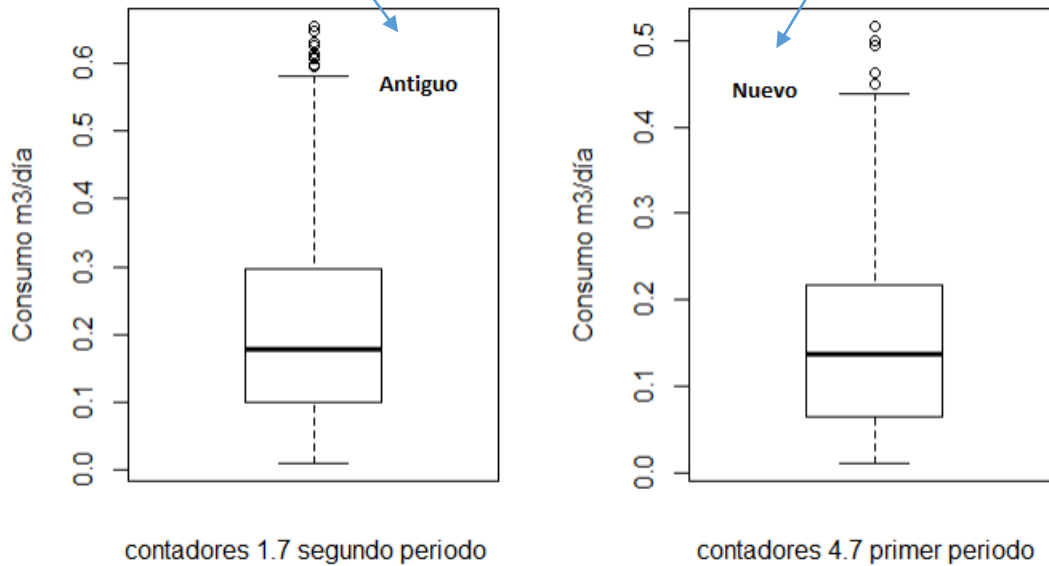 Consumo m3/día
0.6
0.5
0.4
0.3
0.2
0.1
0.0
Antiguo
contadores 1.7 segundo periodo
Consumo m3/día
0.5
0.4
0.3
0.2
0.1
0.0
Nuevo
contadores 4.7 primer periodo